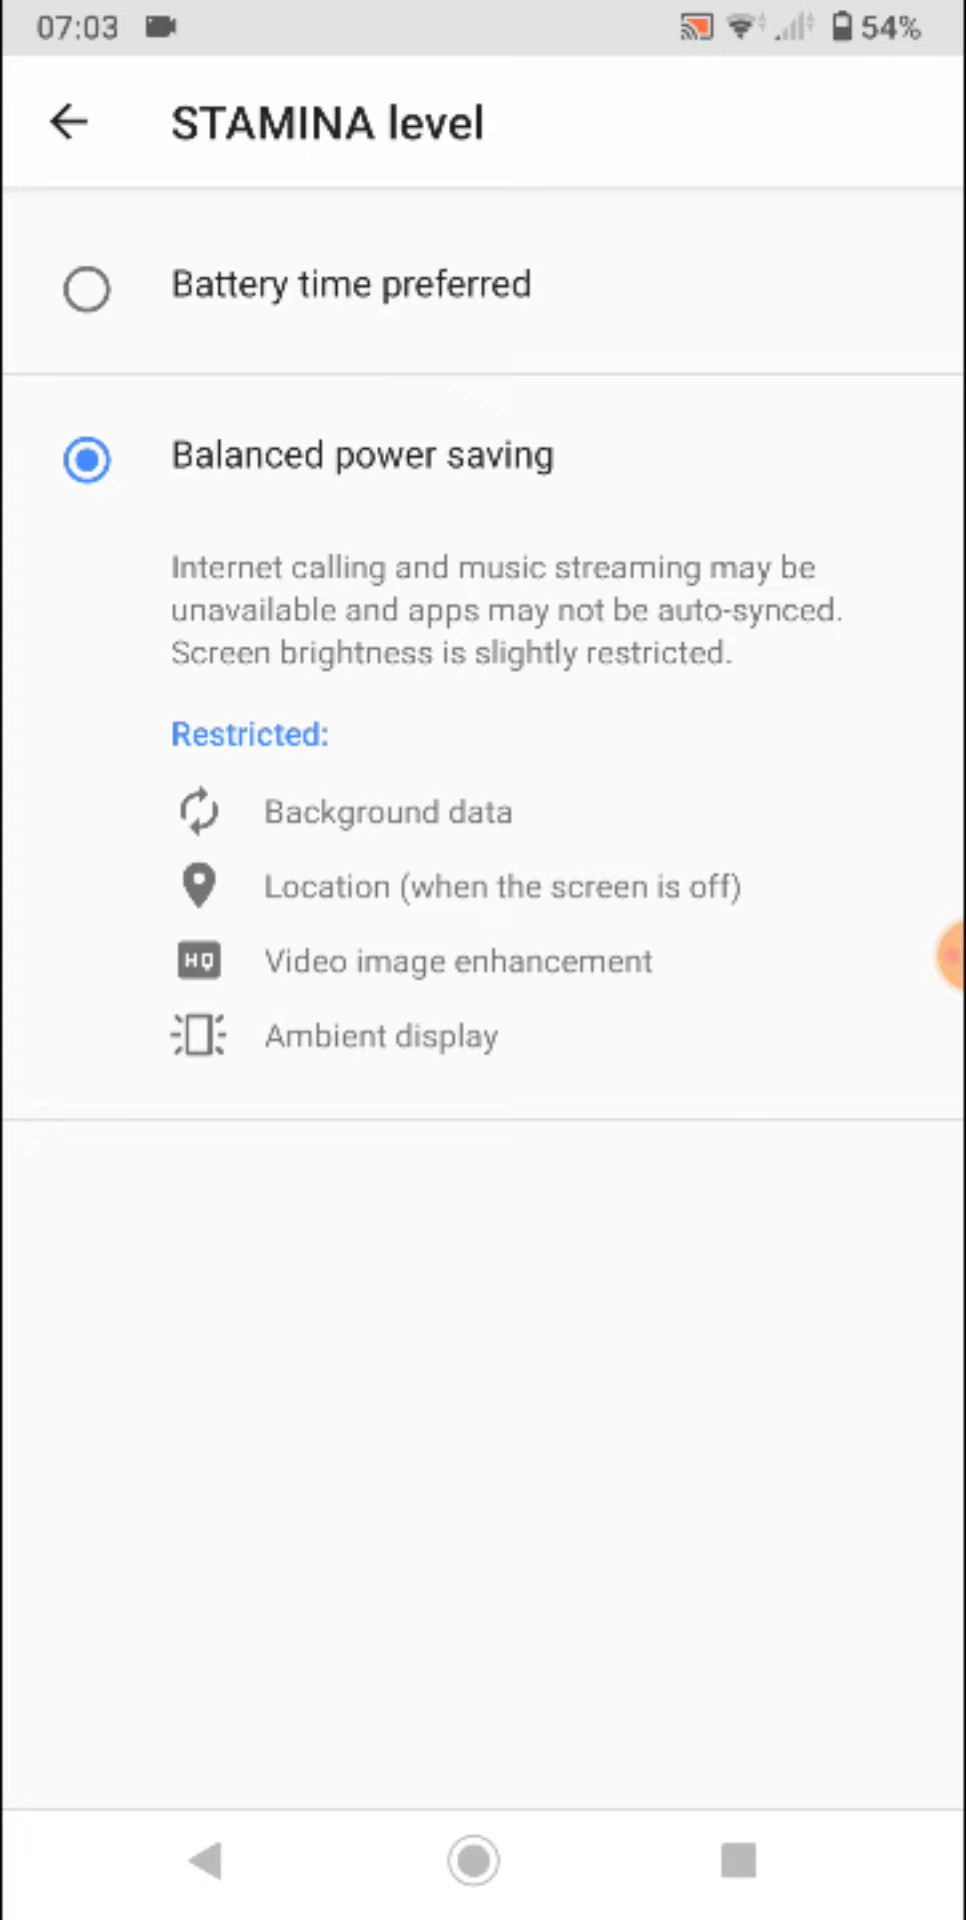 07:03 54%
STAMINA level
Battery time preferred
Balanced power saving
Internet calling and music streaming may be
unavailable and apps may not be auto-synced.
Screen brightness is slightly restricted.
Restricted:
Background data
Location (when the screen is off)
HQ Video image enhancement
Ambient display